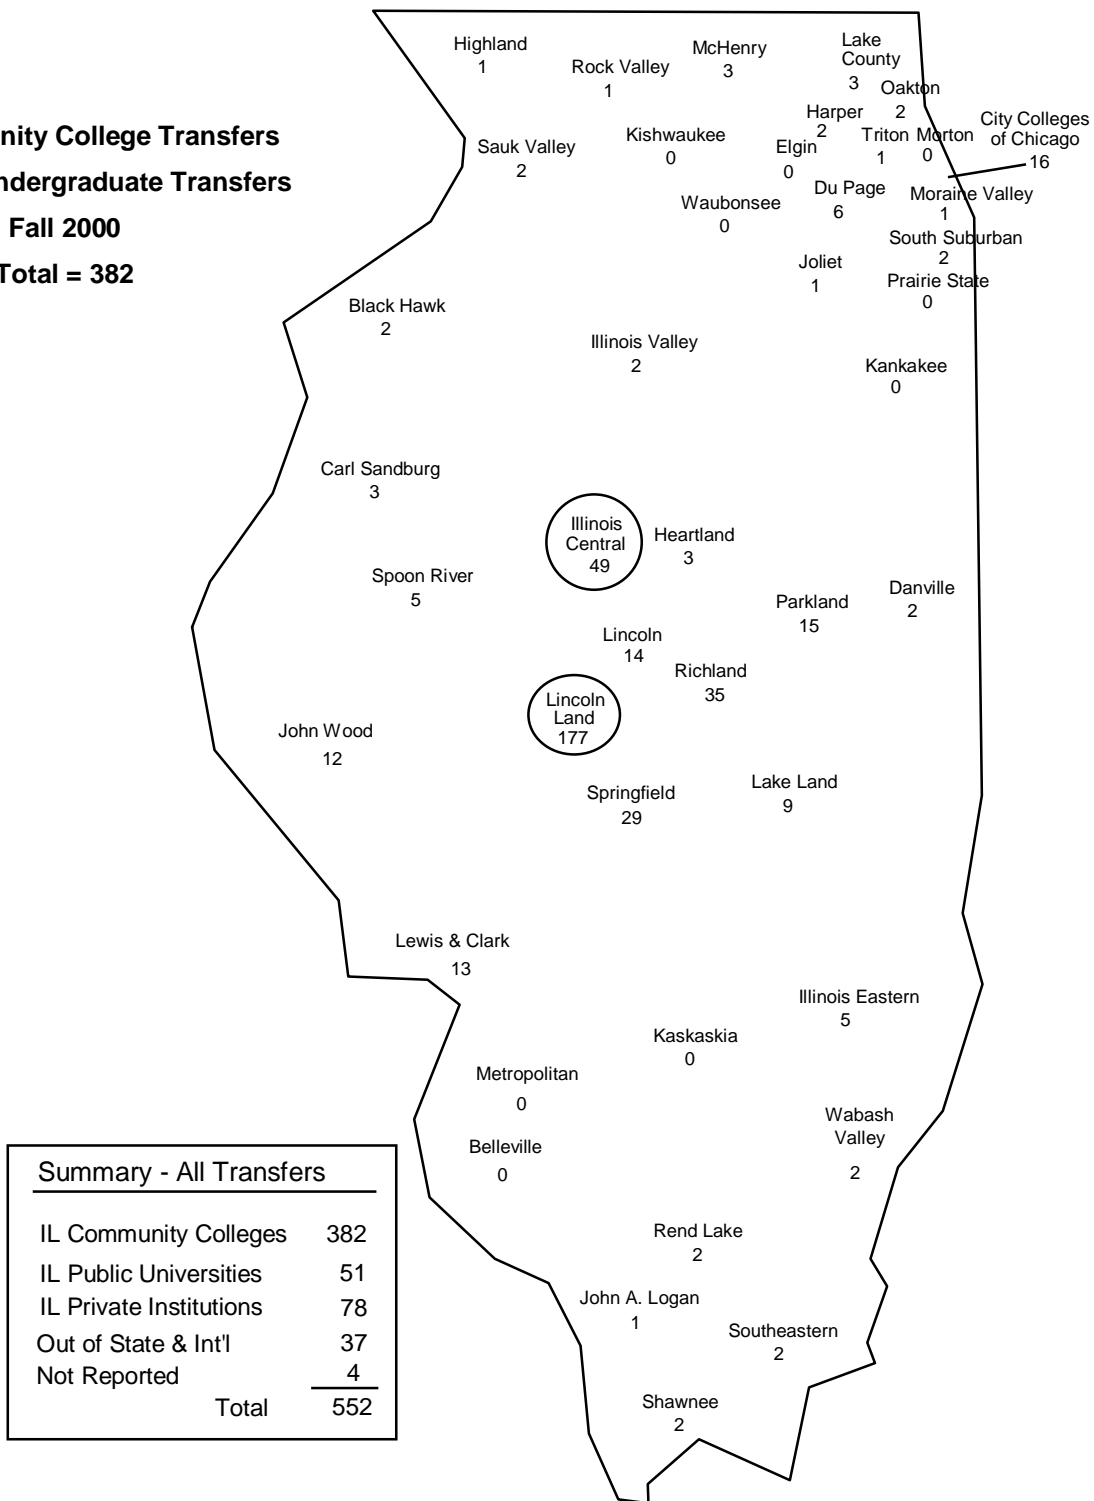 nity College Transfers
ndergraduate Transfers
Fall 2000
Total = 382
Highland
1
Rock Valley
1
McHenry
3
Lake
County
3
Oakton
2
Harper
2
Triton
1
Morton
0
City Colleges
of Chicago
16
Sauk Valley
2
Kishwaukee
0
Elgin
0
Du Page
6
Moraine Valley
1
Waubonsee
0
South Suburban
2
Joliet
1
Prairie State
0
Black Hawk
2
Illinois Valley
2
Kankakee
0
Carl Sandburg
3
Illinois
Central
49
Heartland
3
Spoon River
5
Parkland
15
Danville
2
Lincoln
14
Richland
35
Lincoln
Land
177
John Wood
12
Springfield
29
Lake Land
9
Lewis & Clark
13
Illinois Eastern
5
Kaskaskia
0
Metropolitan
0
Wabash
Valley
2
Belleville
0
Rend Lake
2
John A. Logan
1
Southeastern
2
Shawnee
2
Summary - All Transfers
IL Community Colleges 382
IL Public Universities 51
IL Private Institutions 78
Out of State & Int'l 37
Not Reported 4
Total 552